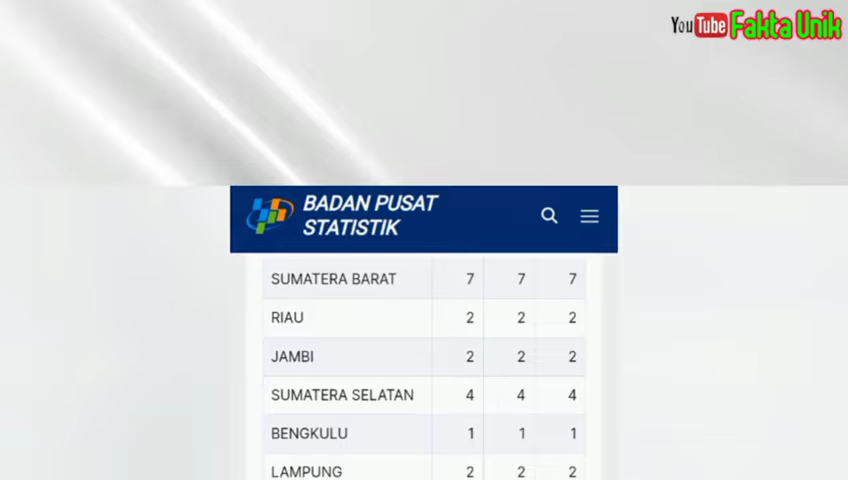 YouTube Fakta Unik
BADAN PUSAT
STATISTIK
SUMATERA BARAT 7 7 7
RIAU 2 2 2
JAMBI 2 2 2
SUMATERA SELATAN 4 4 4
BENGKULU 1 1 1
LAMPUNG 2 2 2